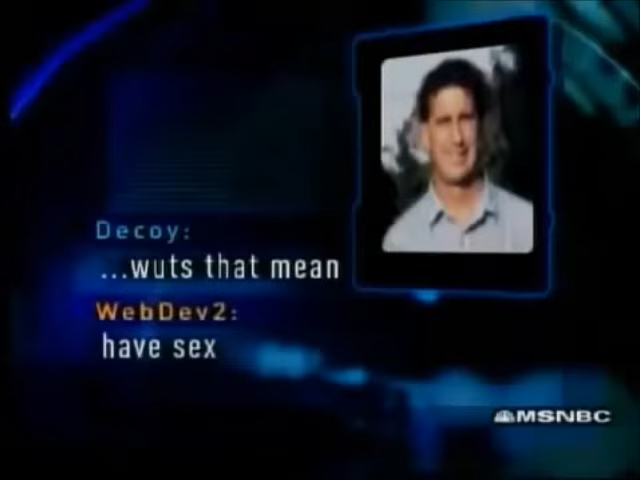 Decoy:
...wuts that mean
WebDev2:
have sex
MSNBC